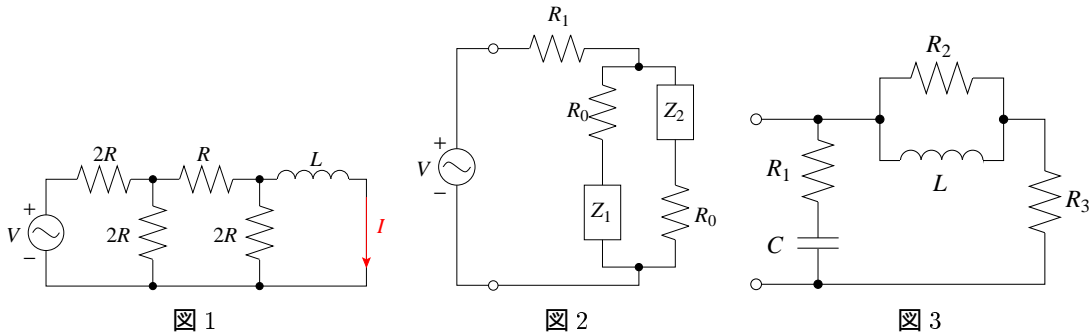 2R
R
L
+
V
−
2R
2R
I
図 1
R₁
R₀
Z₂
+
V
−
Z₁
R₀
図 2
R₂
R₁
L
R₃
C
図 3